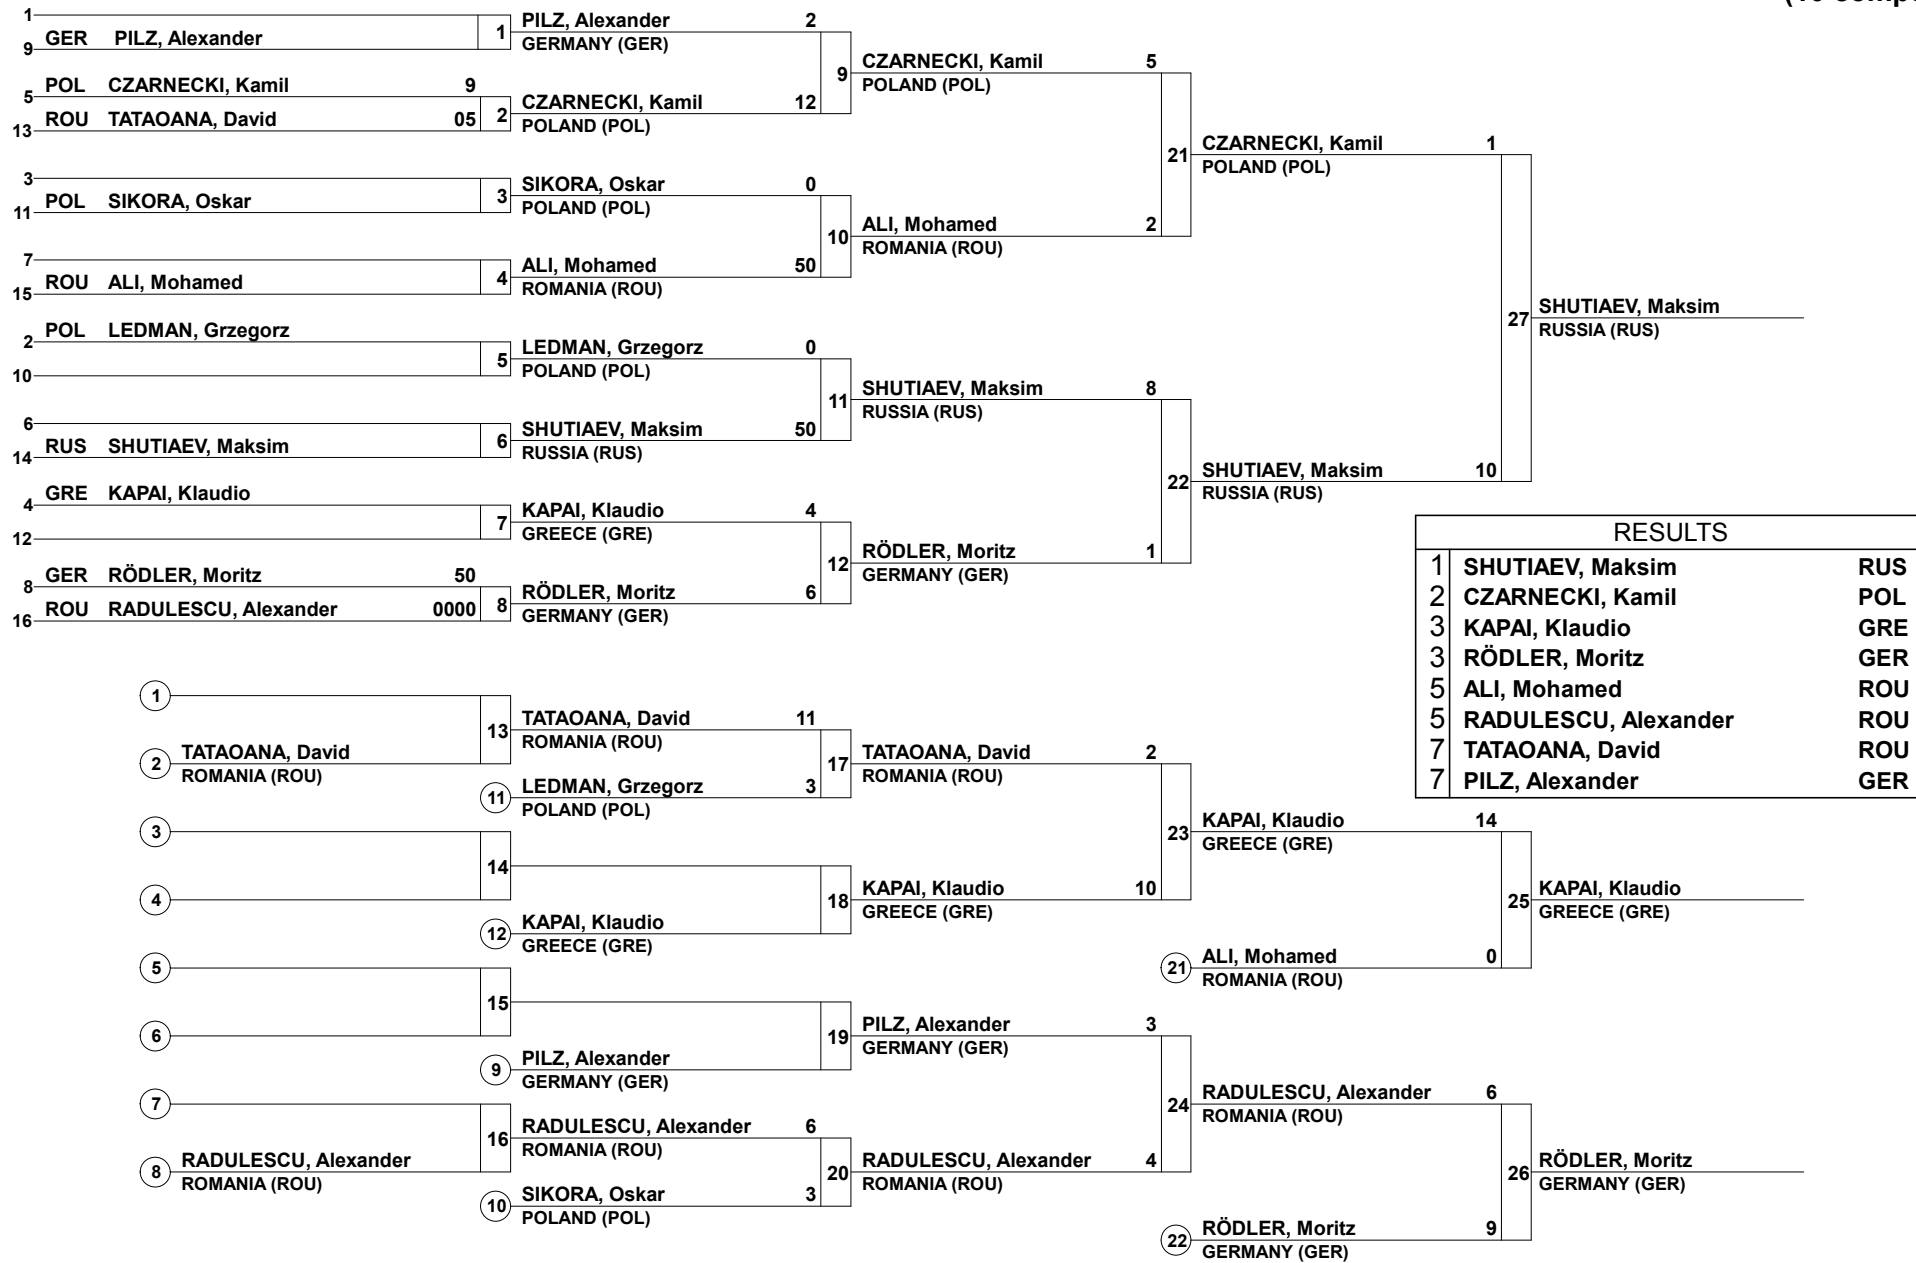 (10 comp
1
GER PILZ, Alexander
9
1
PILZ, Alexander 2
GERMANY (GER)
POL CZARNECKI, Kamil 9
5
ROU TATAOANA, David 05
13
2
CZARNECKI, Kamil 12
POLAND (POL)
9
CZARNECKI, Kamil 5
POLAND (POL)
3
POL SIKORA, Oskar
11
3
SIKORA, Oskar 0
POLAND (POL)
7
ROU ALI, Mohamed
15
4
ALI, Mohamed 50
ROMANIA (ROU)
10
ALI, Mohamed 2
ROMANIA (ROU)
21
CZARNECKI, Kamil 1
POLAND (POL)
POL LEDMAN, Grzegorz
2
10
5
LEDMAN, Grzegorz 0
POLAND (POL)
6
RUS SHUTIAEV, Maksim
14
6
SHUTIAEV, Maksim 50
RUSSIA (RUS)
11
SHUTIAEV, Maksim 8
RUSSIA (RUS)
GRE KAPAI, Klaudio
4
12
7
KAPAI, Klaudio 4
GREECE (GRE)
GER RÖDLER, Moritz 50
8
ROU RADULESCU, Alexander 0000
16
8
RÖDLER, Moritz 6
GERMANY (GER)
12
RÖDLER, Moritz 1
GERMANY (GER)
22
SHUTIAEV, Maksim 10
RUSSIA (RUS)
27
SHUTIAEV, Maksim
RUSSIA (RUS)
RESULTS
1 SHUTIAEV, Maksim RUS
2 CZARNECKI, Kamil POL
3 KAPAI, Klaudio GRE
3 RÖDLER, Moritz GER
5 ALI, Mohamed ROU
5 RADULESCU, Alexander ROU
7 TATAOANA, David ROU
7 PILZ, Alexander GER
1
2 TATAOANA, David
ROMANIA (ROU)
13
TATAOANA, David 11
ROMANIA (ROU)
11 LEDMAN, Grzegorz 3
POLAND (POL)
17
TATAOANA, David 2
ROMANIA (ROU)
3
4
14
12 KAPAI, Klaudio
GREECE (GRE)
18
KAPAI, Klaudio 10
GREECE (GRE)
23
KAPAI, Klaudio 14
GREECE (GRE)
21 ALI, Mohamed 0
ROMANIA (ROU)
25
KAPAI, Klaudio
GREECE (GRE)
5
6
15
9 PILZ, Alexander
GERMANY (GER)
19
PILZ, Alexander 3
GERMANY (GER)
7
8 RADULESCU, Alexander
ROMANIA (ROU)
16
RADULESCU, Alexander 6
ROMANIA (ROU)
10 SIKORA, Oskar 3
POLAND (POL)
20
RADULESCU, Alexander 4
ROMANIA (ROU)
24
RADULESCU, Alexander 6
ROMANIA (ROU)
22 RÖDLER, Moritz 9
GERMANY (GER)
26
RÖDLER, Moritz
GERMANY (GER)